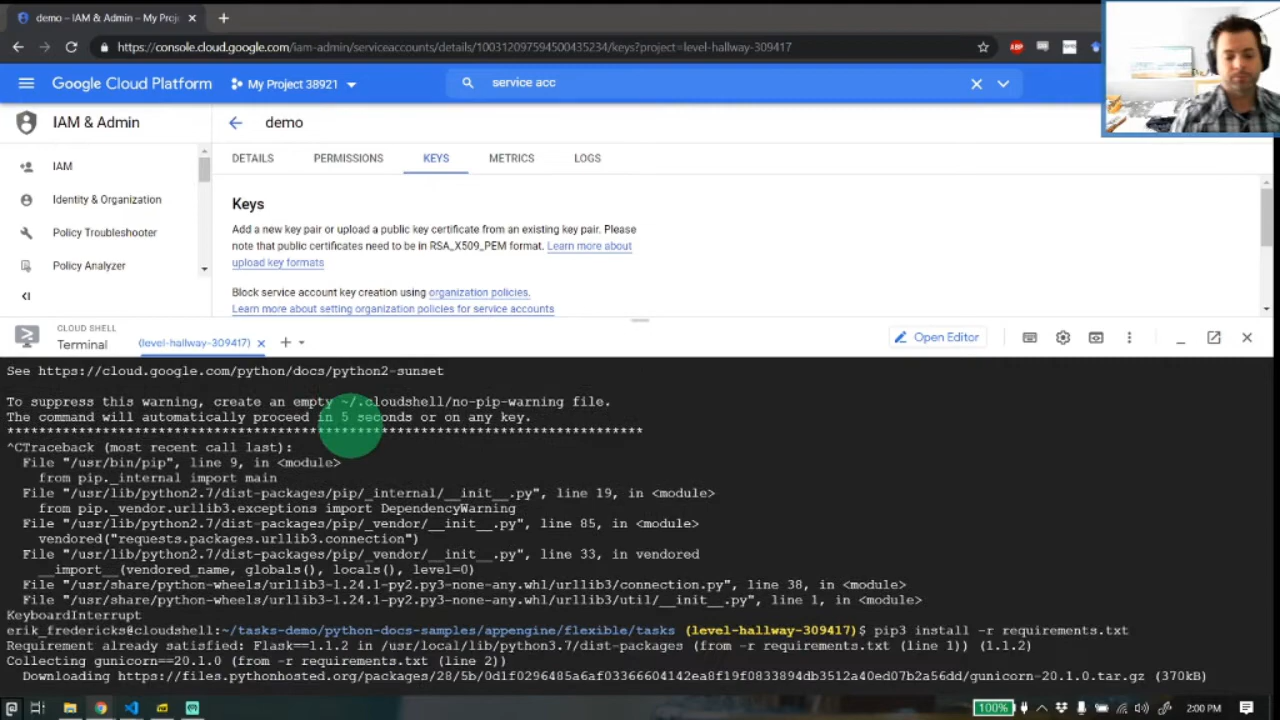 demo – IAM & Admin – My Proj
https://console.cloud.google.com/iam-admin/serviceaccounts/details/100312097594500435234/keys?project=level-hallway-309417
ABP
Google Cloud Platform
My Project 38921
service acc
IAM & Admin
demo
DETAILS
PERMISSIONS
KEYS
METRICS
LOGS
IAM
Identity & Organization
Policy Troubleshooter
Policy Analyzer
Keys
Add a new key pair or upload a public key certificate from an existing key pair. Please
note that public certificates need to be in RSA_X509_PEM format. Learn more about
upload key formats
Block service account key creation using organization policies.
Learn more about setting organization policies for service accounts
CLOUD SHELL
Terminal
(level-hallway-309417)
Open Editor
See https://cloud.google.com/python/docs/python2-sunset
To suppress this warning, create an empty ~/.cloudshell/no-pip-warning file.
The command will automatically proceed in 5 seconds or on any key.
********************************************************************************
^CTraceback (most recent call last):
File "/usr/bin/pip", line 9, in <module>
from pip._internal import main
File "/usr/lib/python2.7/dist-packages/pip/_internal/__init__.py", line 19, in <module>
from pip._vendor.urllib3.exceptions import DependencyWarning
File "/usr/lib/python2.7/dist-packages/pip/_vendor/__init__.py", line 85, in <module>
vendored("requests.packages.urllib3.connection")
File "/usr/lib/python2.7/dist-packages/pip/_vendor/__init__.py", line 33, in vendored
__import__(vendored_name, globals(), locals(), level=0)
File "/usr/share/python-wheels/urllib3-1.24.1-py2.py3-none-any.whl/urllib3/connection.py", line 38, in <module>
File "/usr/share/python-wheels/urllib3-1.24.1-py2.py3-none-any.whl/urllib3/util/__init__.py", line 1, in <module>
KeyboardInterrupt
erik_fredericks@cloudshell:~/tasks-demo/python-docs-samples/appengine/flexible/tasks (level-hallway-309417)$ pip3 install -r requirements.txt
Requirement already satisfied: Flask==1.1.2 in /usr/local/lib/python3.7/dist-packages (from -r requirements.txt (line 1)) (1.1.2)
Collecting gunicorn==20.1.0 (from -r requirements.txt (line 2))
Downloading https://files.pythonhosted.org/packages/28/5b/0d1f0296485a6af03366604142ea8f19f0833894db3512a40ed07b2a56dd/gunicorn-20.1.0.tar.gz (370kB)
100%
2:00 PM